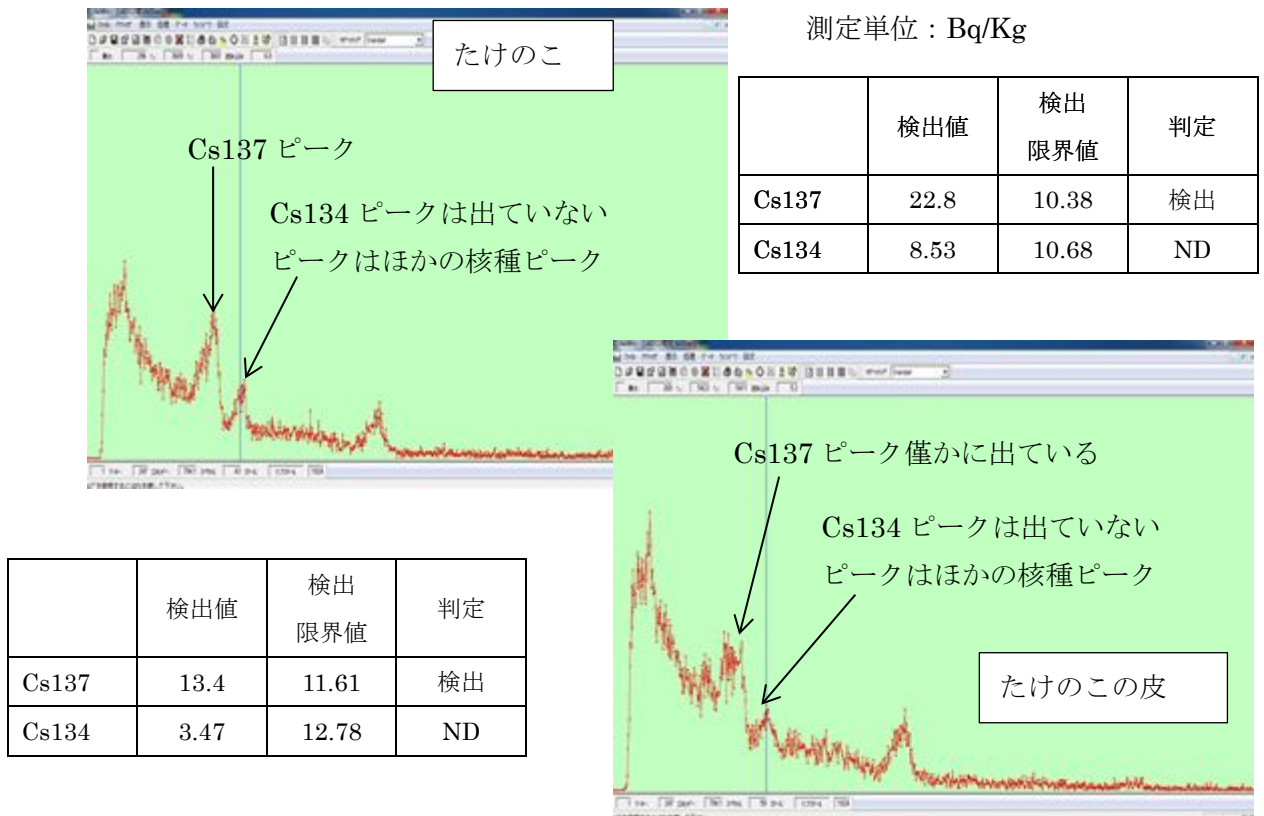 たけのこ
Cs137 ピーク
Cs134 ピークは出ていない
ピークはほかの核種ピーク
測定単位：Bq/Kg
検出値 検出限界値 判定
Cs137 22.8 10.38 検出
Cs134 8.53 10.68 ND
Cs137 ピーク僅かに出ている
Cs134 ピークは出ていない
ピークはほかの核種ピーク
たけのこの皮
検出値 検出限界値 判定
Cs137 13.4 11.61 検出
Cs134 3.47 12.78 ND